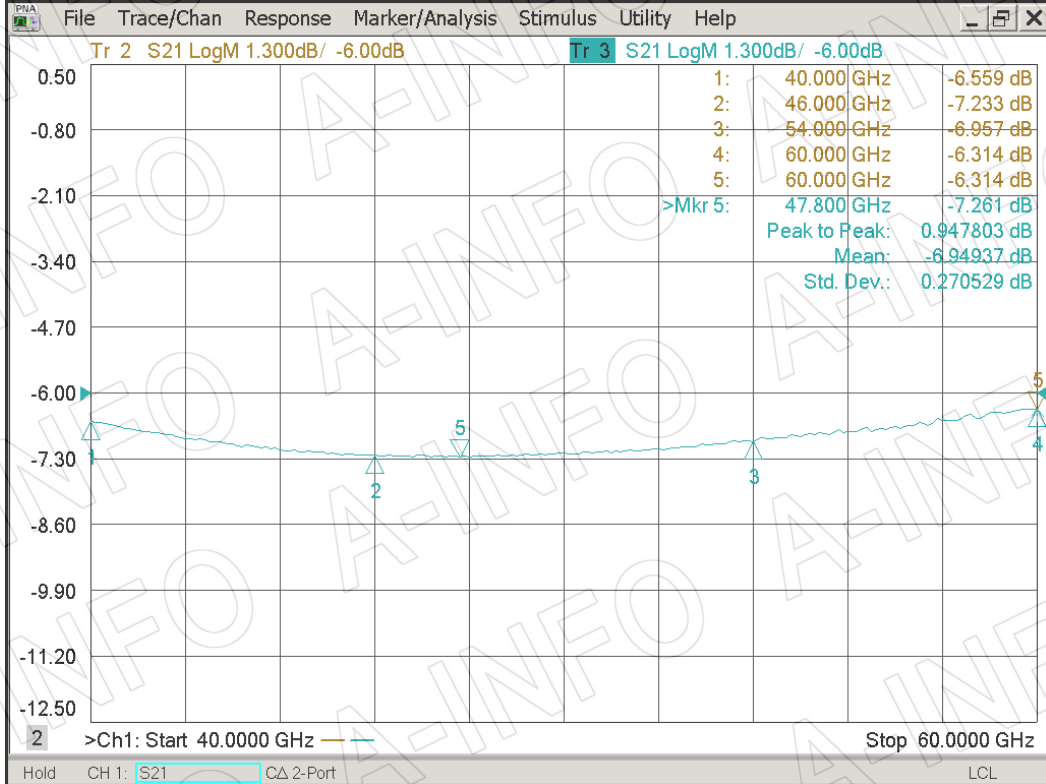 PNA File Trace/Chan Response Marker/Analysis Stimulus Utility Help
Tr 2 S21 LogM 1.300dB/ -6.00dB Tr 3 S21 LogM 1.300dB/ -6.00dB
0.50
1: 40.000 GHz -6.559 dB
2: 46.000 GHz -7.233 dB
-0.80
3: 54.000 GHz -6.957 dB
4: 60.000 GHz -6.314 dB
5: 60.000 GHz -6.314 dB
-2.10
>Mkr 5: 47.800 GHz -7.261 dB
Peak to Peak: 0.947803 dB
-3.40
Mean: -6.94937 dB
Std. Dev.: 0.270529 dB
-4.70
-6.00
5
5
4
1
-7.30
3
2
-8.60
-9.90
-11.20
-12.50
2 >Ch1: Start 40.0000 GHz Stop 60.0000 GHz
Hold CH 1: S21 CΔ 2-Port LCL
A-INFO
A-INFO
A-INFO
A-INFO
A-INFO
A-INFO